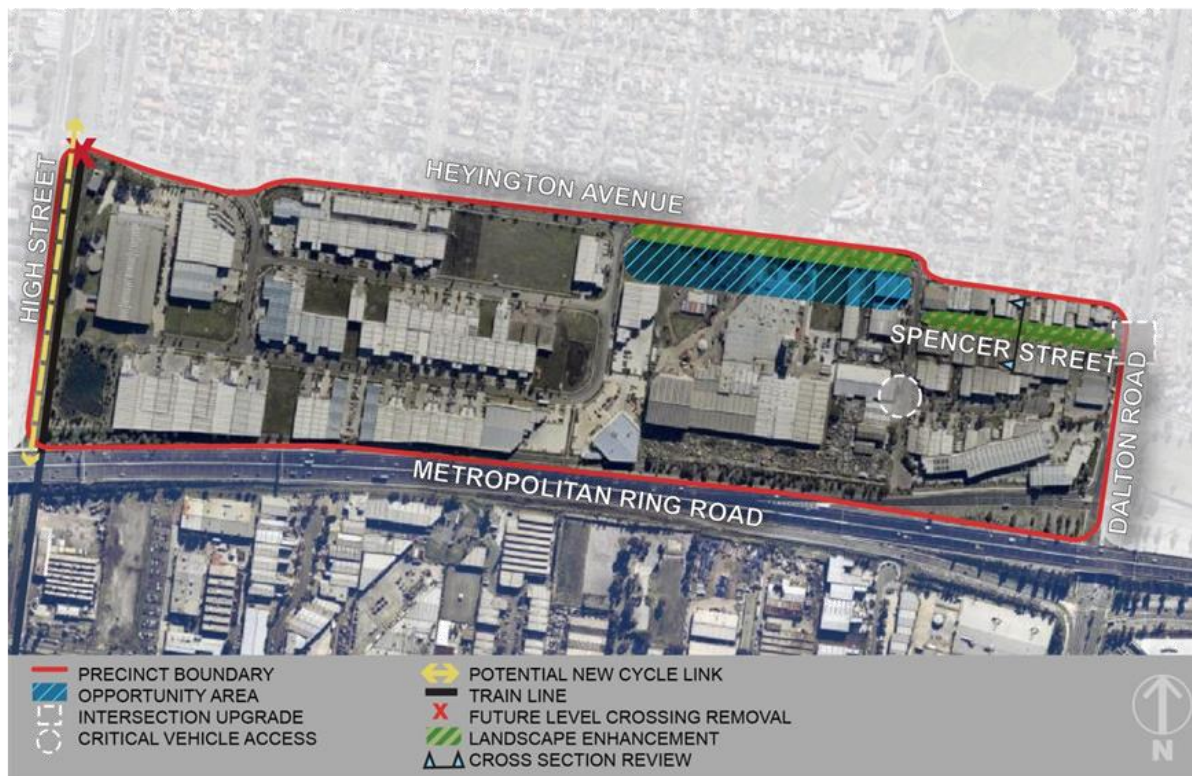 HIGH STREET
HEYINGTON AVENUE
SPENCER STREET
DALTON ROAD
METROPOLITAN RING ROAD
PRECINCT BOUNDARY
OPPORTUNITY AREA
INTERSECTION UPGRADE
CRITICAL VEHICLE ACCESS
POTENTIAL NEW CYCLE LINK
TRAIN LINE
X FUTURE LEVEL CROSSING REMOVAL
LANDSCAPE ENHANCEMENT
CROSS SECTION REVIEW
N